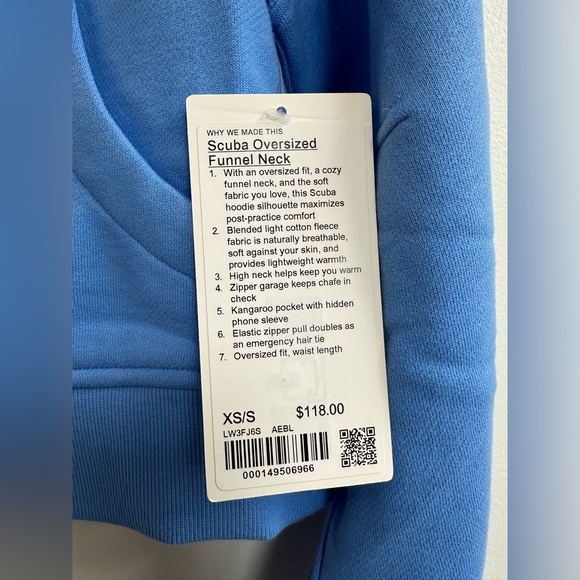 WHY WE MADE THIS
Scuba Oversized
Funnel Neck
1. With an oversized fit, a cozy
funnel neck, and the soft
fabric you love, this Scuba
hoodie silhouette maximizes
post-practice comfort
2. Blended light cotton fleece
fabric is naturally breathable,
soft against your skin, and
provides lightweight warmth
3. High neck helps keep you warm
4. Zipper garage keeps chafe in
check
5. Kangaroo pocket with hidden
phone sleeve
6. Elastic zipper pull doubles as
an emergency hair tie
7. Oversized fit, waist length
XS/S $118.00
LW3FJ6S AEBL
000149506966